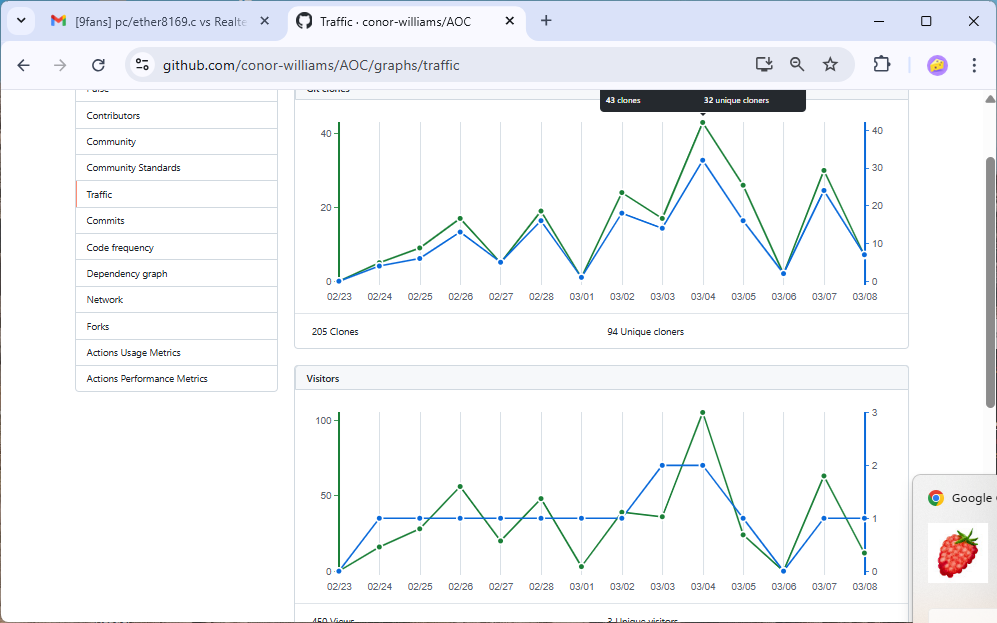 [9fans] pc/ether8169.c vs Realte
Traffic · conor-williams/AOC
github.com/conor-williams/AOC/graphs/traffic
Pulse
Contributors
Community
Community Standards
Traffic
Commits
Code frequency
Dependency graph
Network
Forks
Actions Usage Metrics
Actions Performance Metrics
Git clones
43 clones 32 unique cloners
40
20
0
40
30
20
10
0
02/23 02/24 02/25 02/26 02/27 02/28 03/01 03/02 03/03 03/04 03/05 03/06 03/07 03/08
205 Clones 94 Unique cloners
Visitors
100
50
0
3
2
1
0
02/23 02/24 02/25 02/26 02/27 02/28 03/01 03/02 03/03 03/04 03/05 03/06 03/07 03/08
450 Views 3 Unique visitors
Google